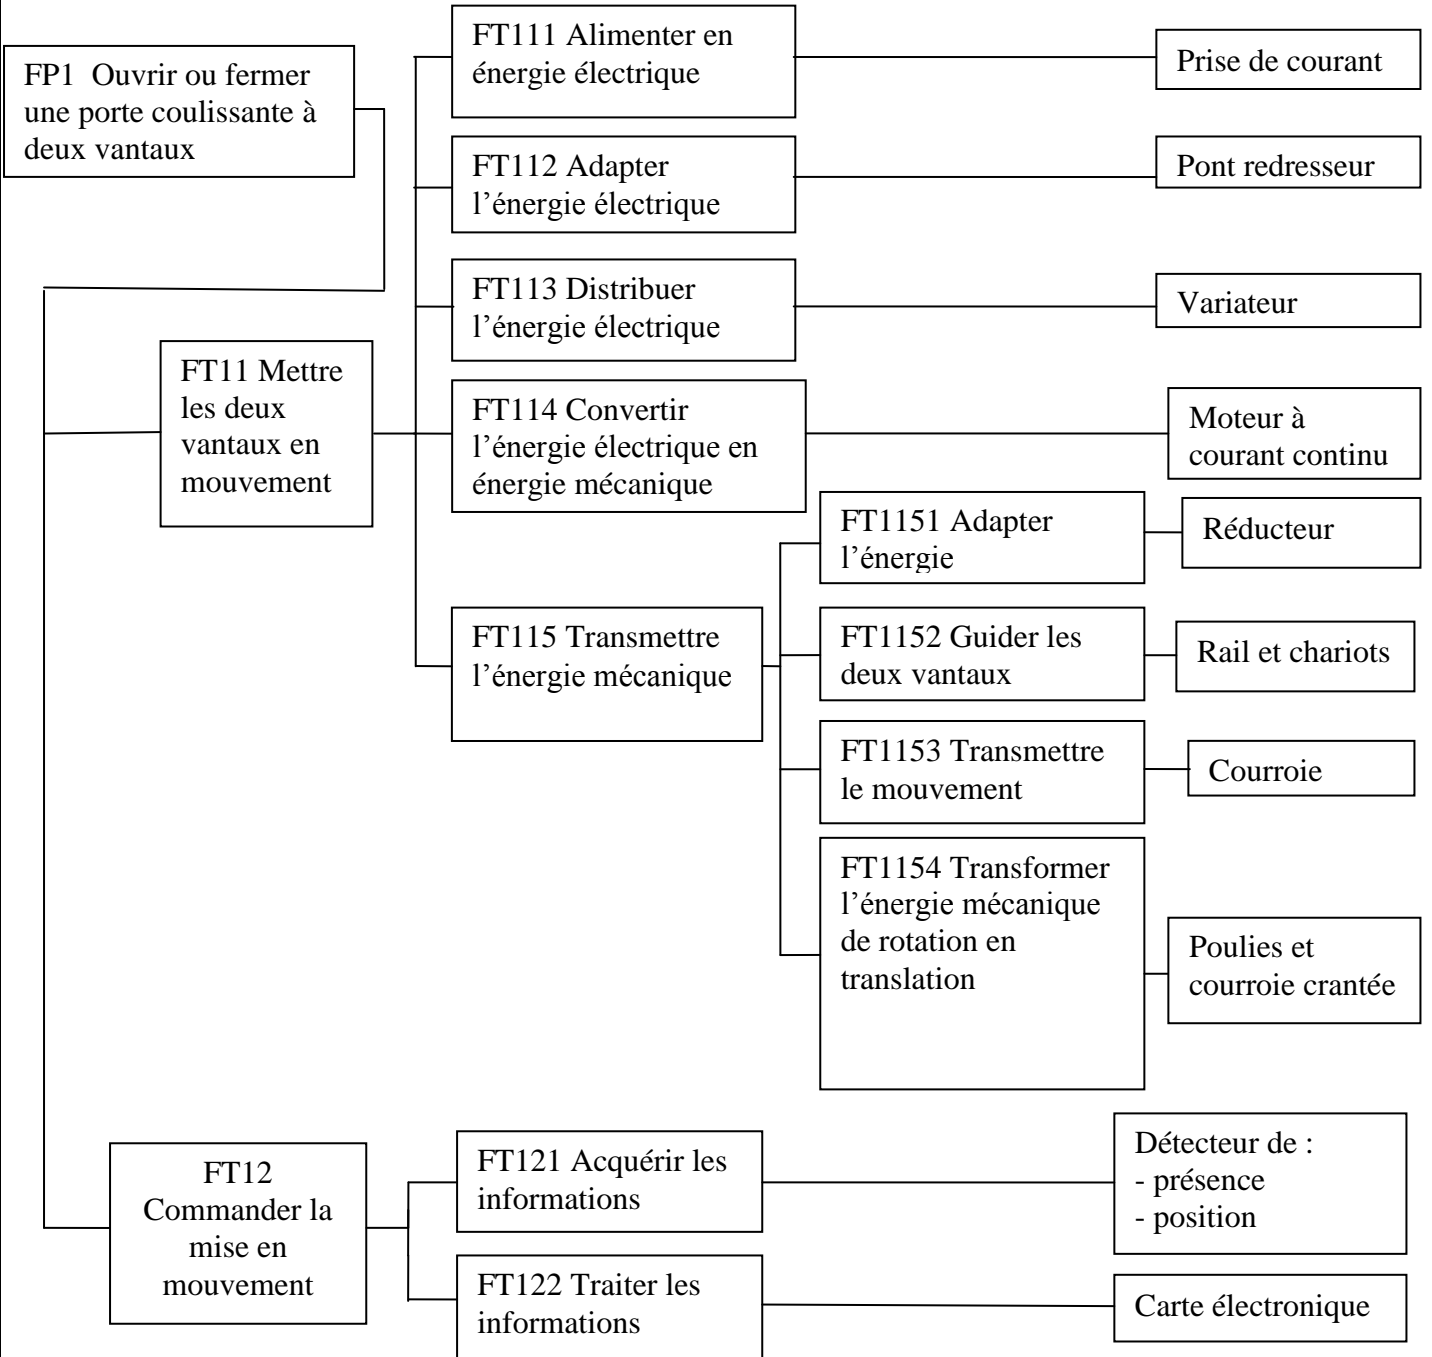 FP1 Ouvrir ou fermer
une porte coulissante à
deux vantaux
FT11 Mettre
les deux
vantaux en
mouvement
FT111 Alimenter en
énergie électrique
Prise de courant
FT112 Adapter
l’énergie électrique
Pont redresseur
FT113 Distribuer
l’énergie électrique
Variateur
FT114 Convertir
l’énergie électrique en
énergie mécanique
Moteur à
courant continu
FT115 Transmettre
l’énergie mécanique
FT1151 Adapter
l’énergie
Réducteur
FT1152 Guider les
deux vantaux
Rail et chariots
FT1153 Transmettre
le mouvement
Courroie
FT1154 Transformer
l’énergie mécanique
de rotation en
translation
Poulies et
courroie crantée
FT12
Commander la
mise en
mouvement
FT121 Acquérir les
informations
Détecteur de :
- présence
- position
FT122 Traiter les
informations
Carte électronique